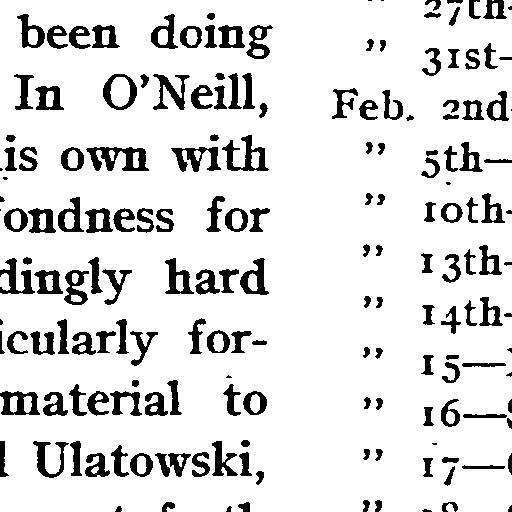 been doing
In O'Neill,
is own with
fondness for
dingly hard
icularly for-
material to
Ulatowski,
" 27th-
" 31st-
Feb. 2nd
" 5th—
" 10th-
" 13th-
" 14th-
" 15—
" 16—
" 17—